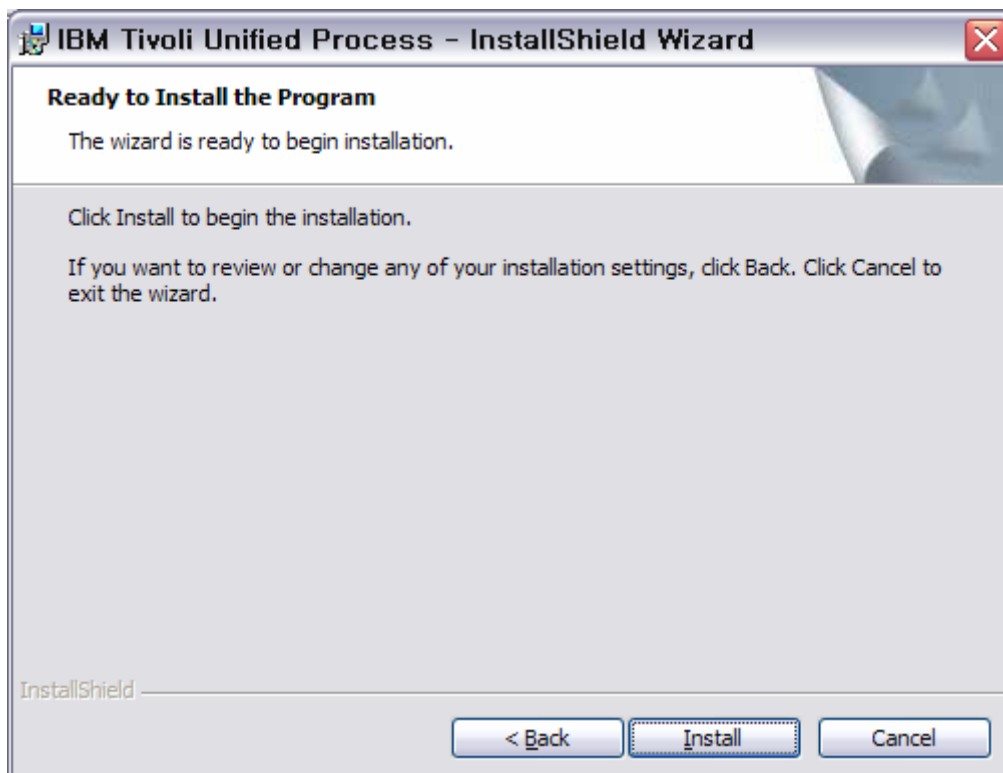 IBM Tivoli Unified Process - InstallShield Wizard
Ready to Install the Program
The wizard is ready to begin installation.
Click Install to begin the installation.
If you want to review or change any of your installation settings, click Back. Click Cancel to
exit the wizard.
InstallShield
< Back
Install
Cancel